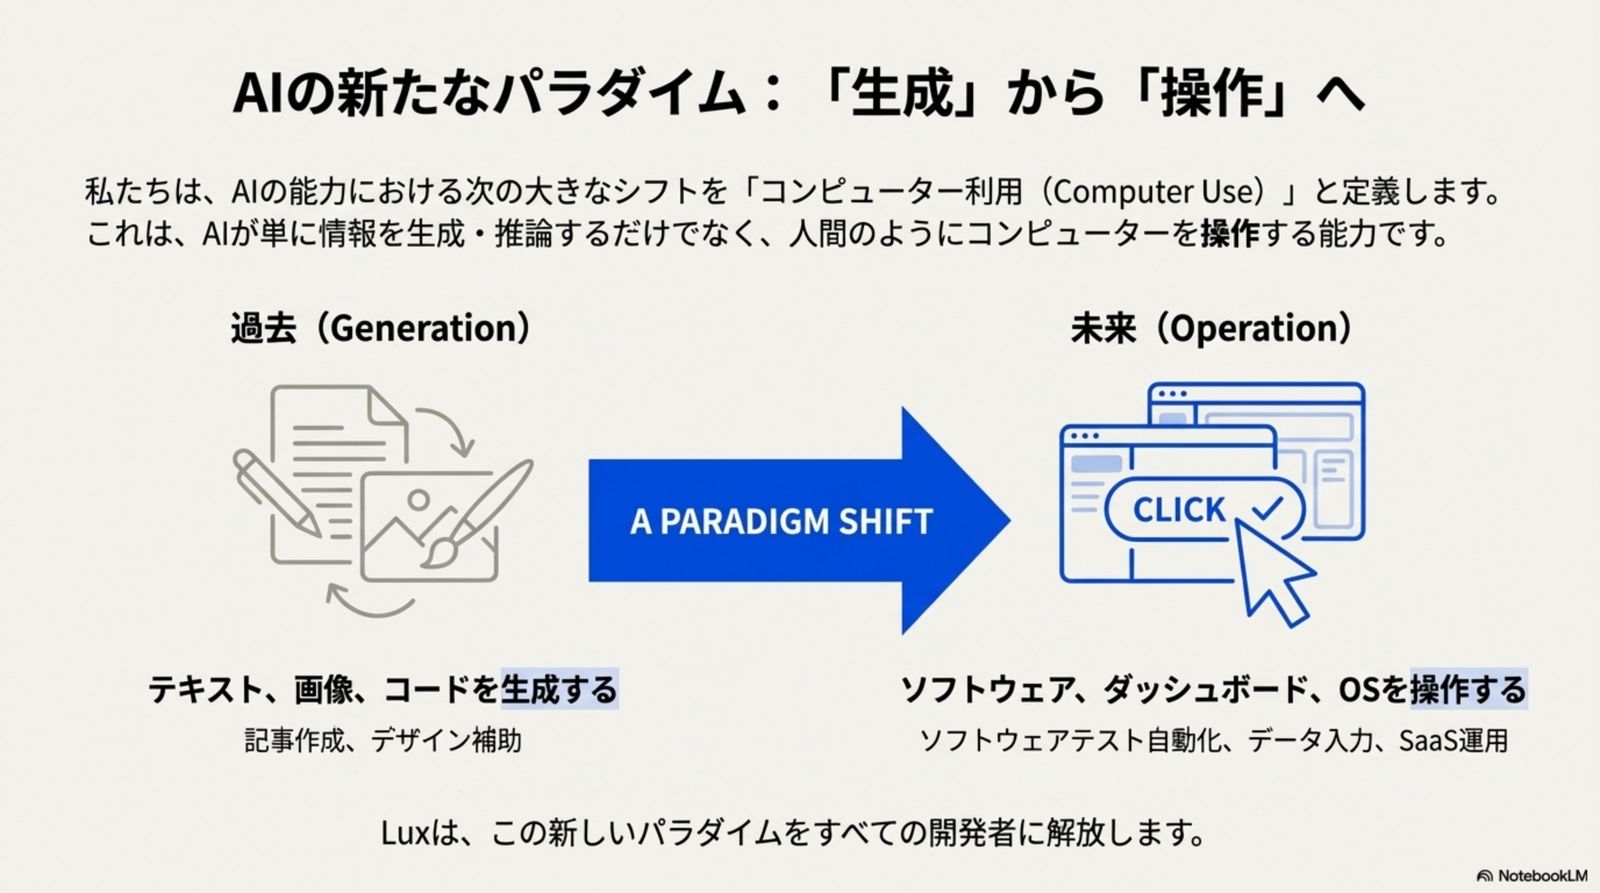 AIの新たなパラダイム：「生成」から「操作」へ
私たちは、AIの能力における次の大きなシフトを「コンピューター利用（Computer Use）」と定義します。
これは、AIが単に情報を生成・推論するだけでなく、人間のようにコンピューターを操作する能力です。
過去（Generation）
未来（Operation）
A PARADIGM SHIFT
CLICK
テキスト、画像、コードを生成する
記事作成、デザイン補助
ソフトウェア、ダッシュボード、OSを操作する
ソフトウェアテスト自動化、データ入力、SaaS運用
Luxは、この新しいパラダイムをすべての開発者に解放します。
NotebookLM